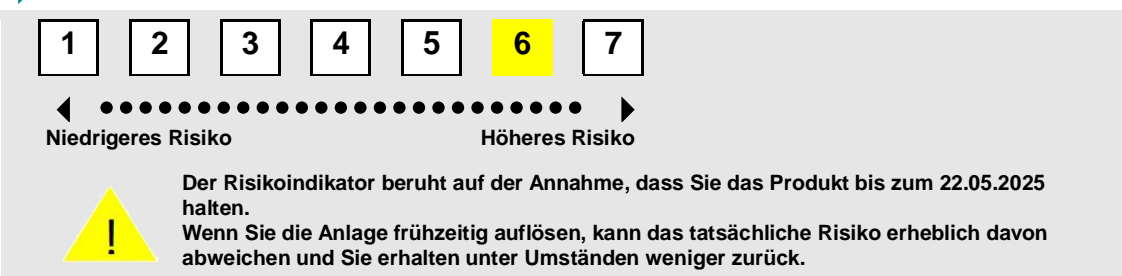 1 2 3 4 5 6 7
Niedrigeres Risiko Höheres Risiko
Der Risikoindikator beruht auf der Annahme, dass Sie das Produkt bis zum 22.05.2025
halten.
Wenn Sie die Anlage frühzeitig auflösen, kann das tatsächliche Risiko erheblich davon
abweichen und Sie erhalten unter Umständen weniger zurück.
!